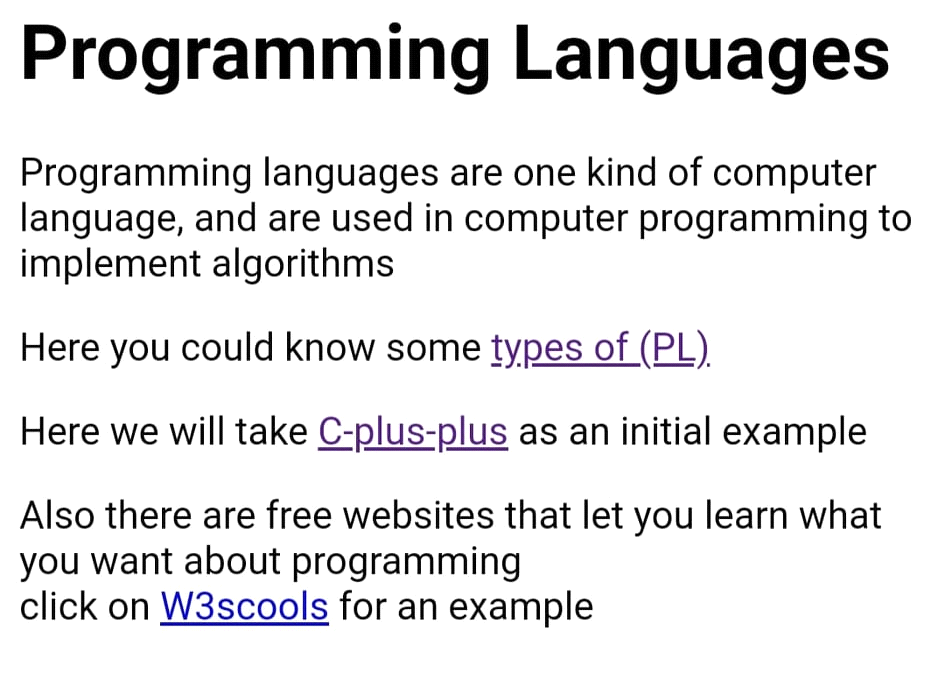 Programming Languages
Programming languages are one kind of computer
language, and are used in computer programming to
implement algorithms
Here you could know some types of (PL)
Here we will take C-plus-plus as an initial example
Also there are free websites that let you learn what
you want about programming
click on W3scools for an example